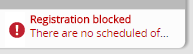 Registration blocked
There are no scheduled of...